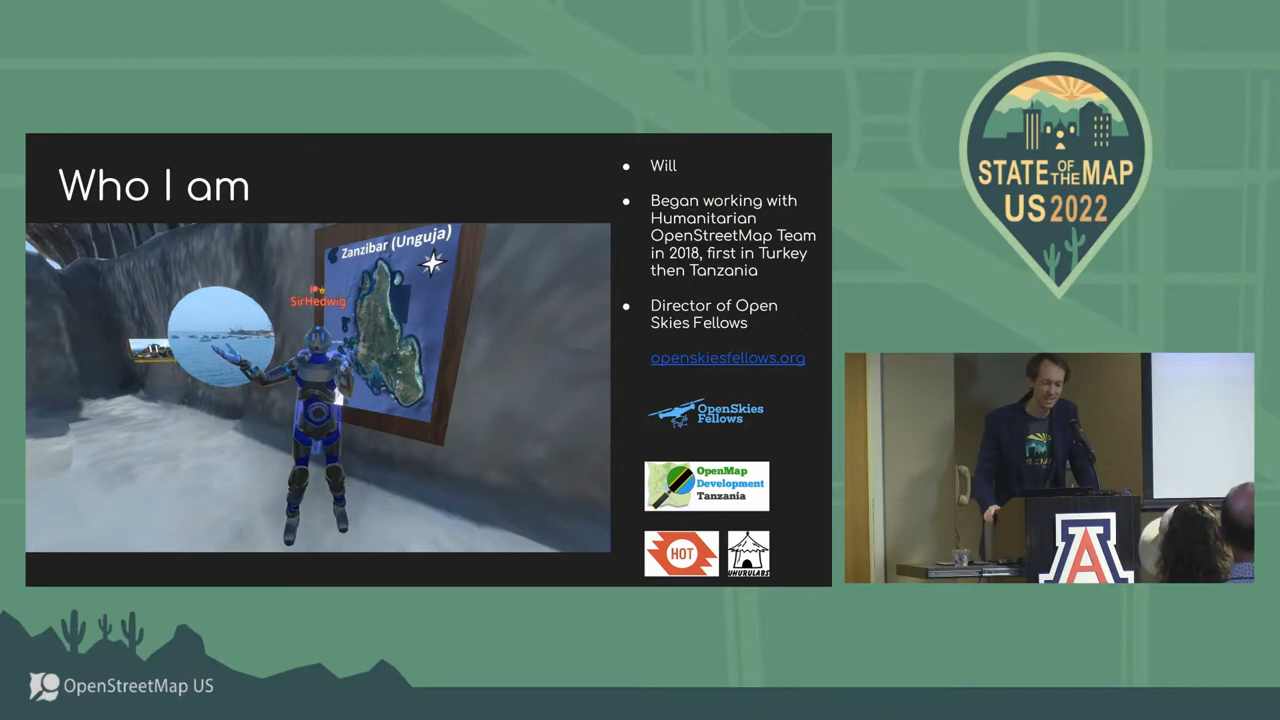 Who I am
Zanzibar (Unguja)
SirHedwig
Will
Began working with
Humanitarian
OpenStreetMap Team
in 2018, first in Turkey
then Tanzania
Director of Open
Skies Fellows
openskiesfellows.org
OpenSkies
Fellows
OpenMap
Development
Tanzania
HOT
UHURULABS
STATE OF THE MAP
US 2022
A
OpenStreetMap US